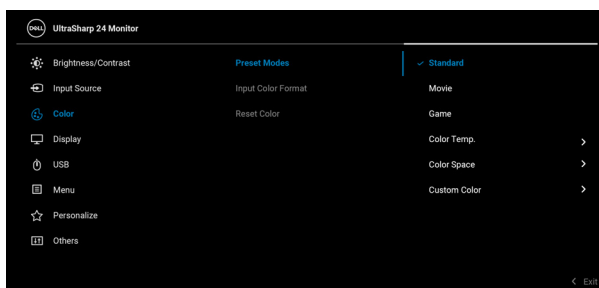 DELL UltraSharp 24 Monitor
Brightness/Contrast Preset Modes Standard
Input Source Input Color Format Movie
Color Reset Color Game
Display Color Temp.
USB Color Space
Menu Custom Color
Personalize
Others
Exit